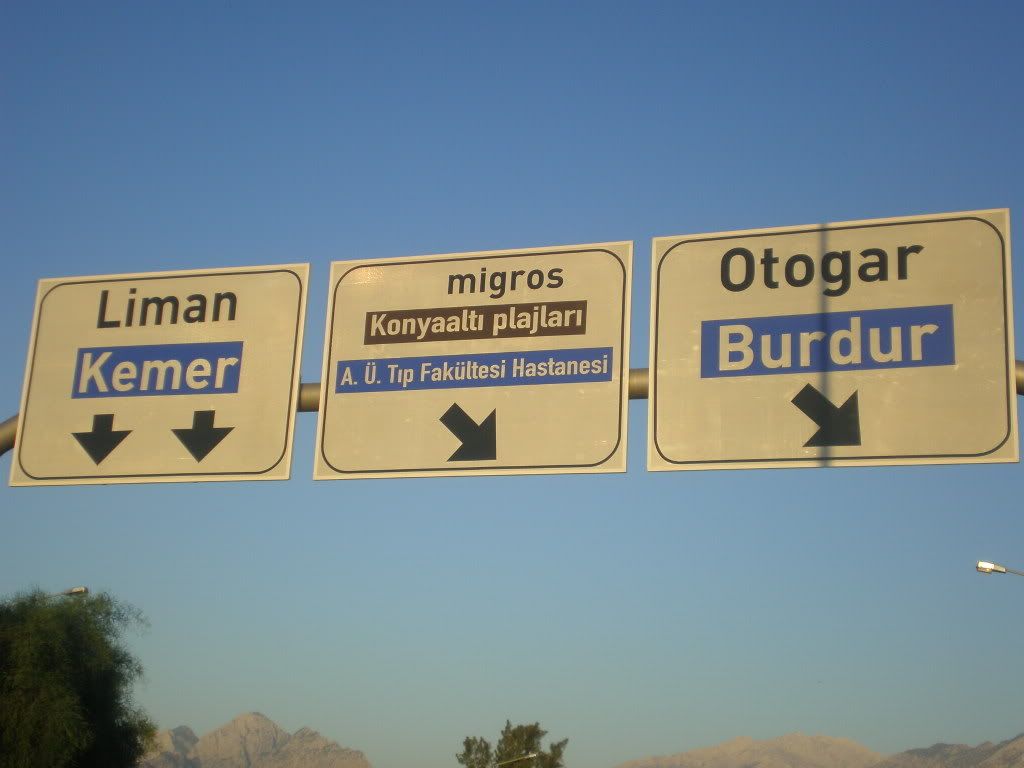 Liman
Kemer
migros
Konyaaltı plajları
A. Ü. Tıp Fakültesi Hastanesi
Otogar
Burdur